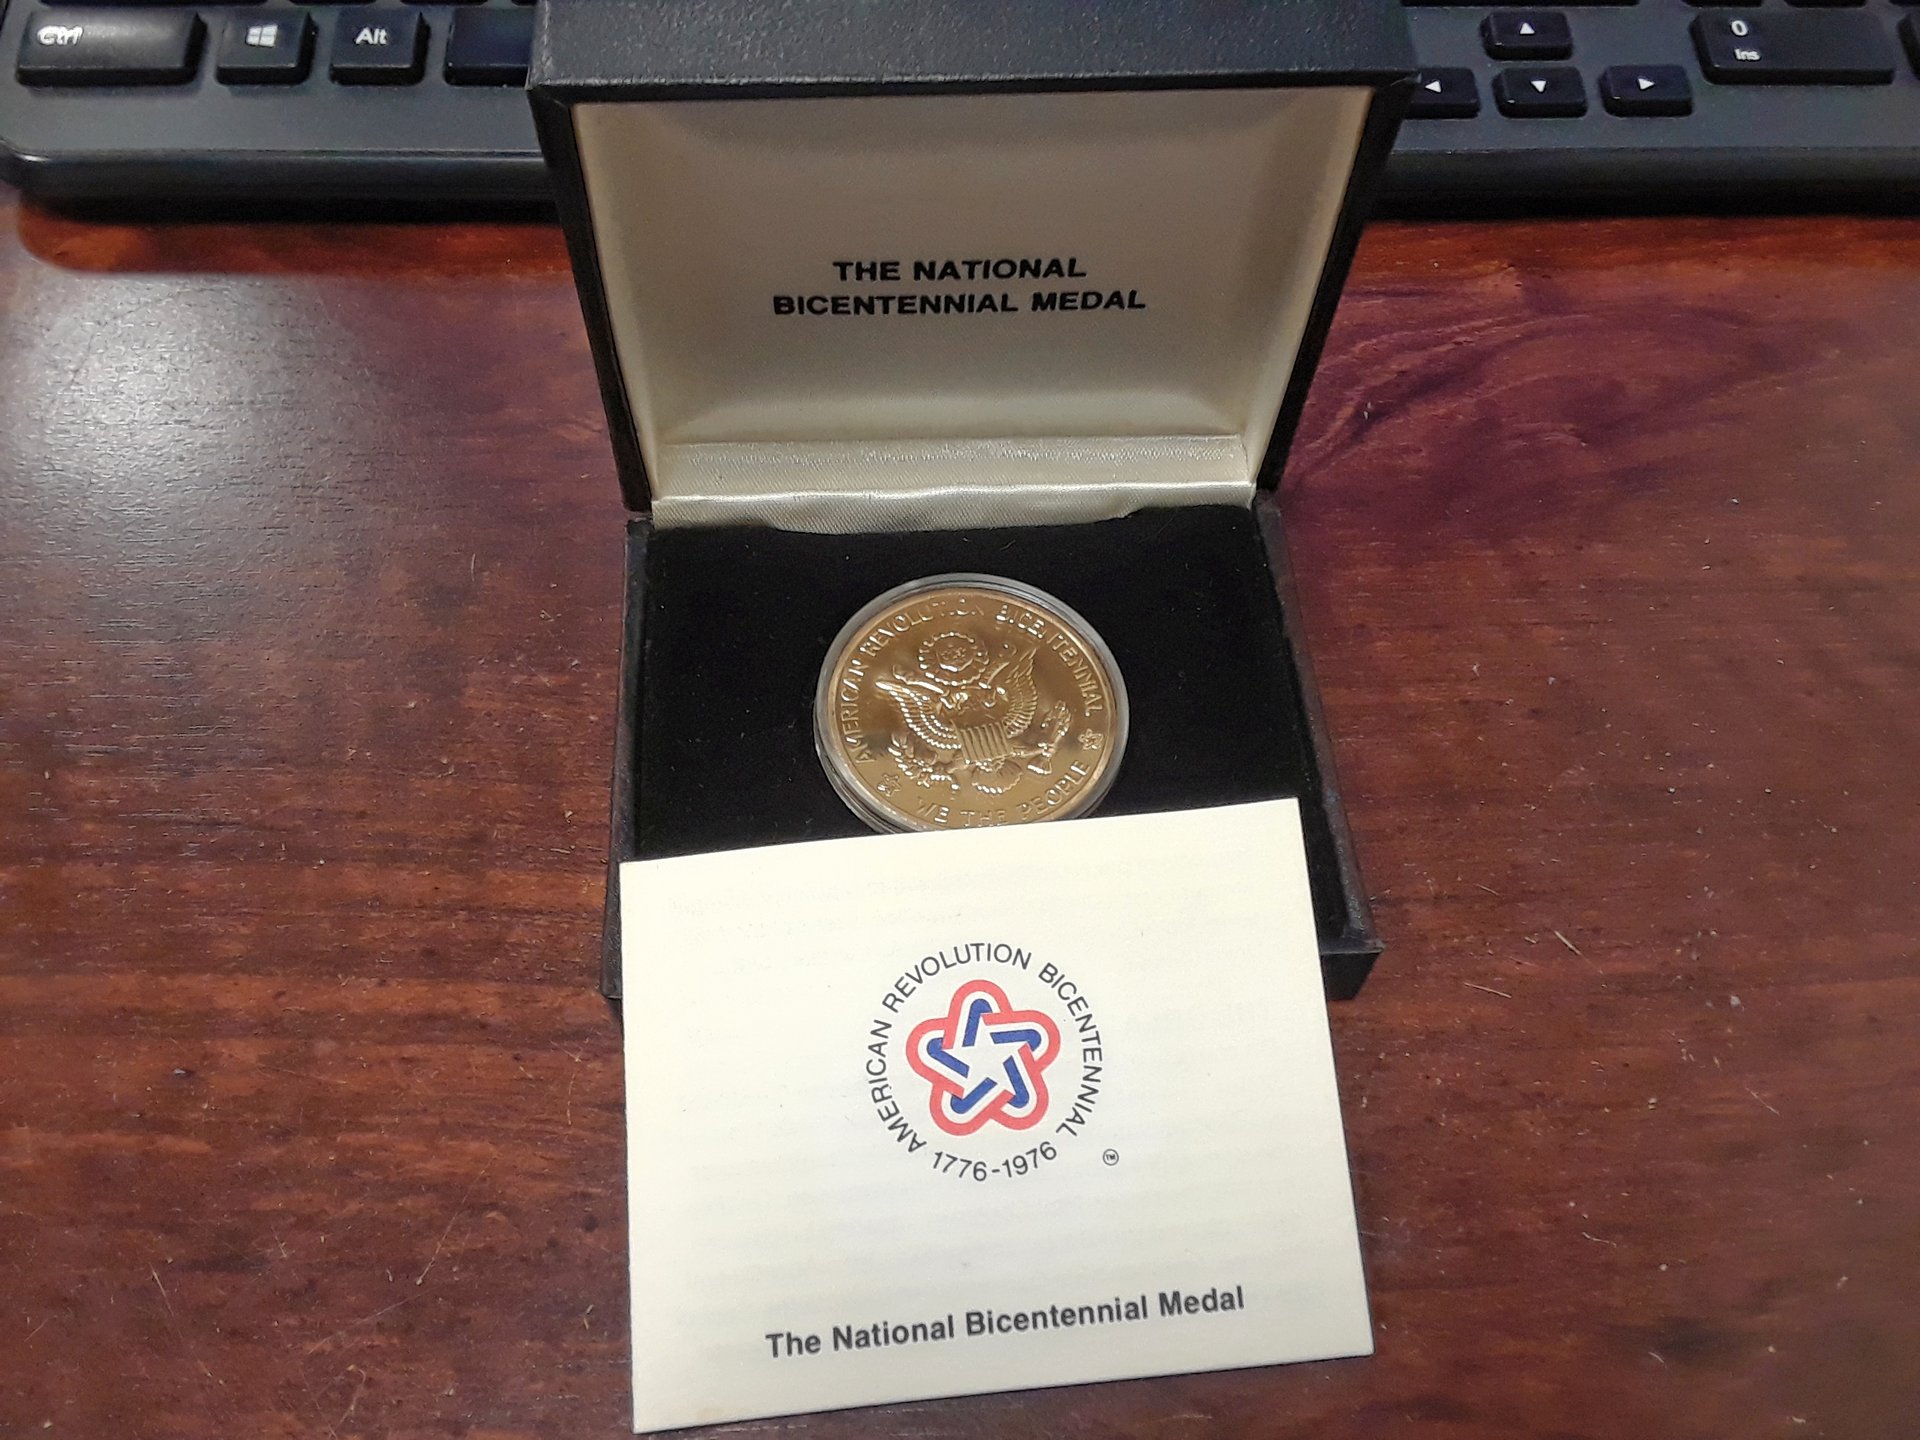 Ctrl
Alt
0
Ins
THE NATIONAL
BICENTENNIAL MEDAL
AMERICAN REVOLUTION BICENTENNIAL
WE THE PEOPLE
AMERICAN REVOLUTION BICENTENNIAL
1776-1976
TM
The National Bicentennial Medal